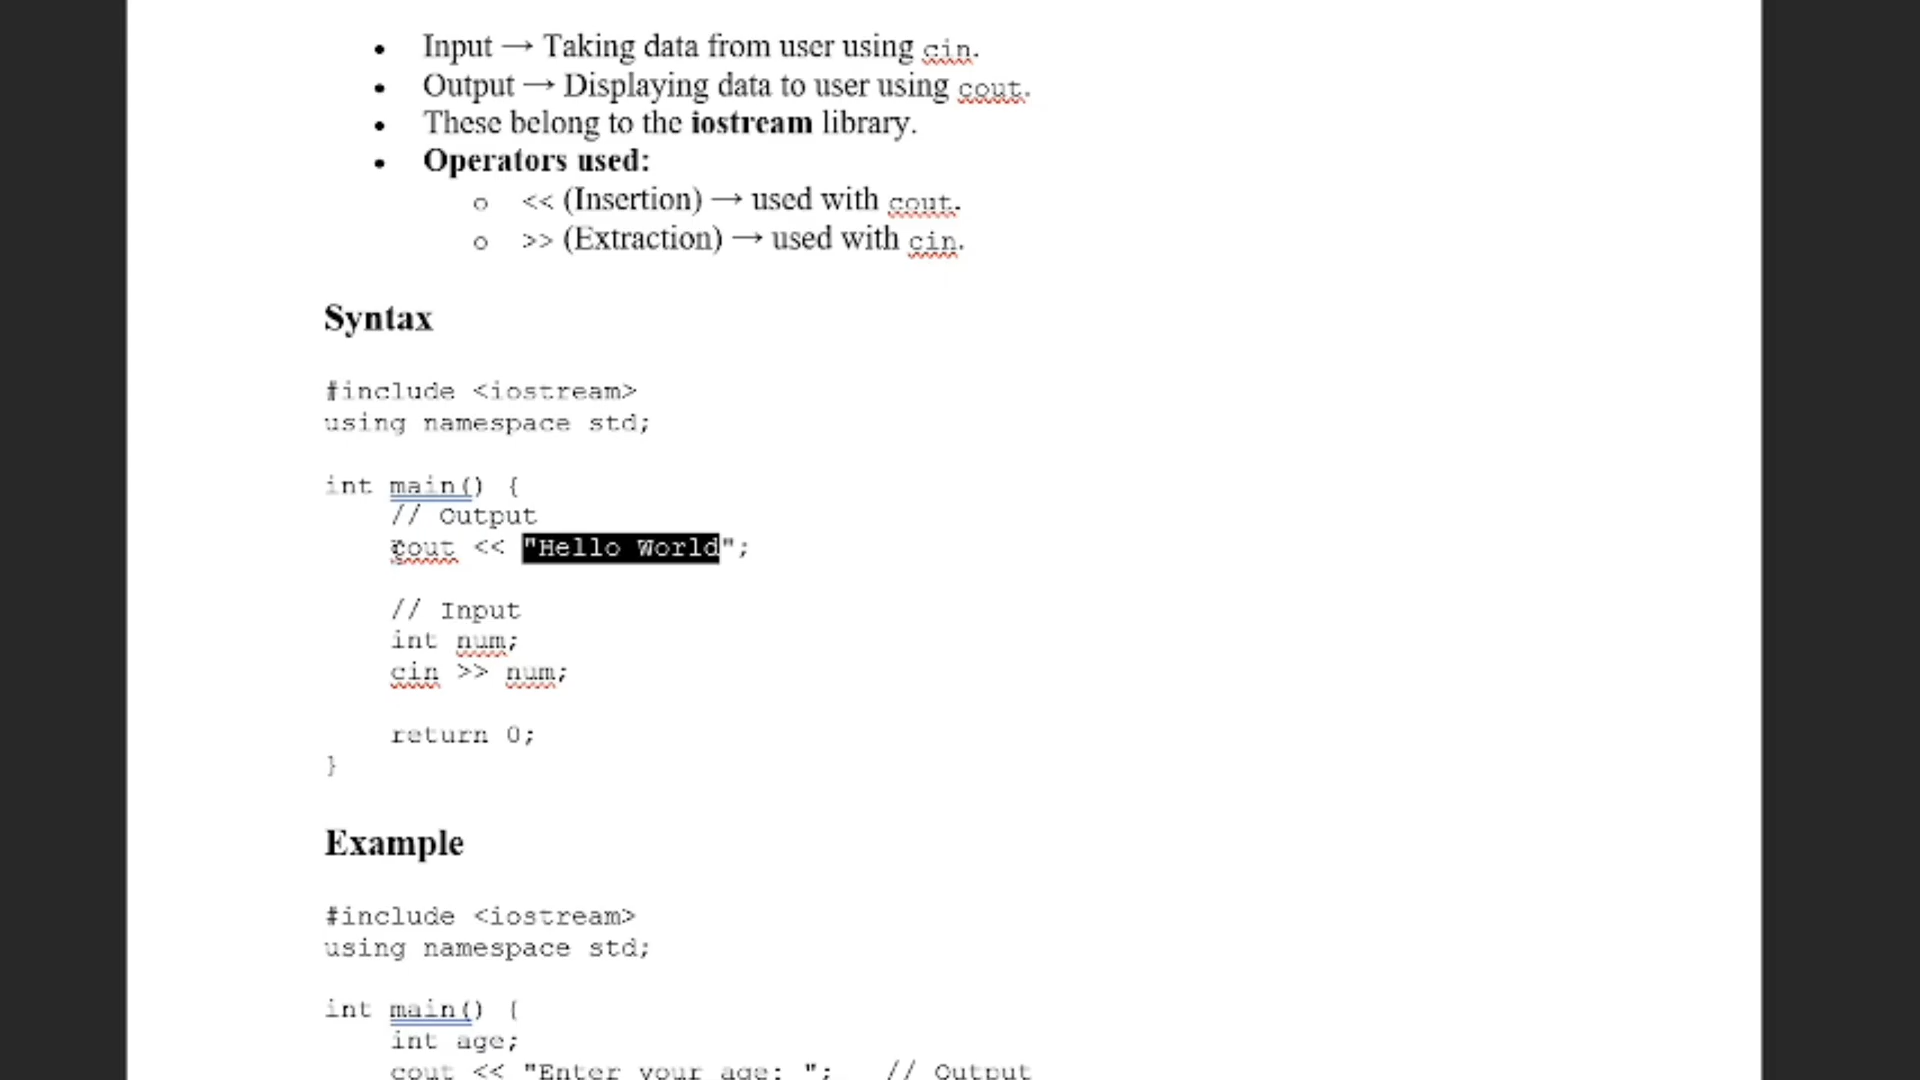 • Input → Taking data from user using cin.
• Output → Displaying data to user using cout.
• These belong to the iostream library.
• Operators used:
o << (Insertion) → used with cout.
o >> (Extraction) → used with cin.
Syntax
#include <iostream>
using namespace std;
int main() {
// Output
cout << "Hello World";
// Input
int num;
cin >> num;
return 0;
}
Example
#include <iostream>
using namespace std;
int main() {
int age;
cout << "Enter your age: "; // Output